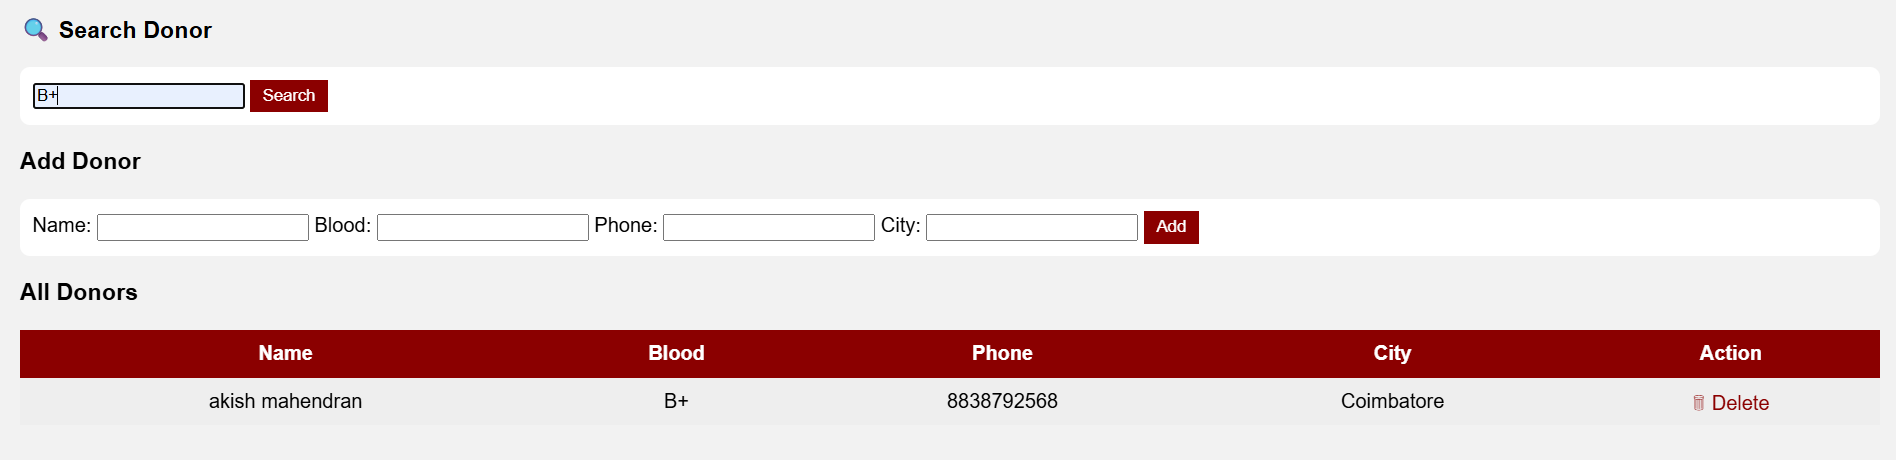 🔍 Search Donor
B+ Search
Add Donor
Name: Blood: Phone: City: Add
All Donors
Name Blood Phone City Action
akish mahendran B+ 8838792568 Coimbatore 🗑 Delete